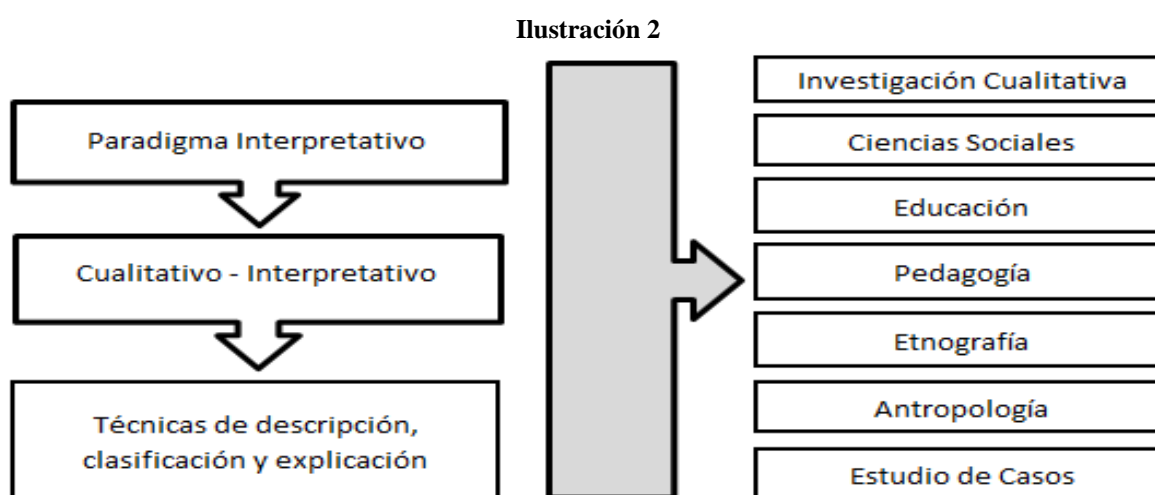 Ilustración 2
Paradigma Interpretativo
Cualitativo - Interpretativo
Técnicas de descripción,
clasificación y explicación
Investigación Cualitativa
Ciencias Sociales
Educación
Pedagogía
Etnografía
Antropología
Estudio de Casos